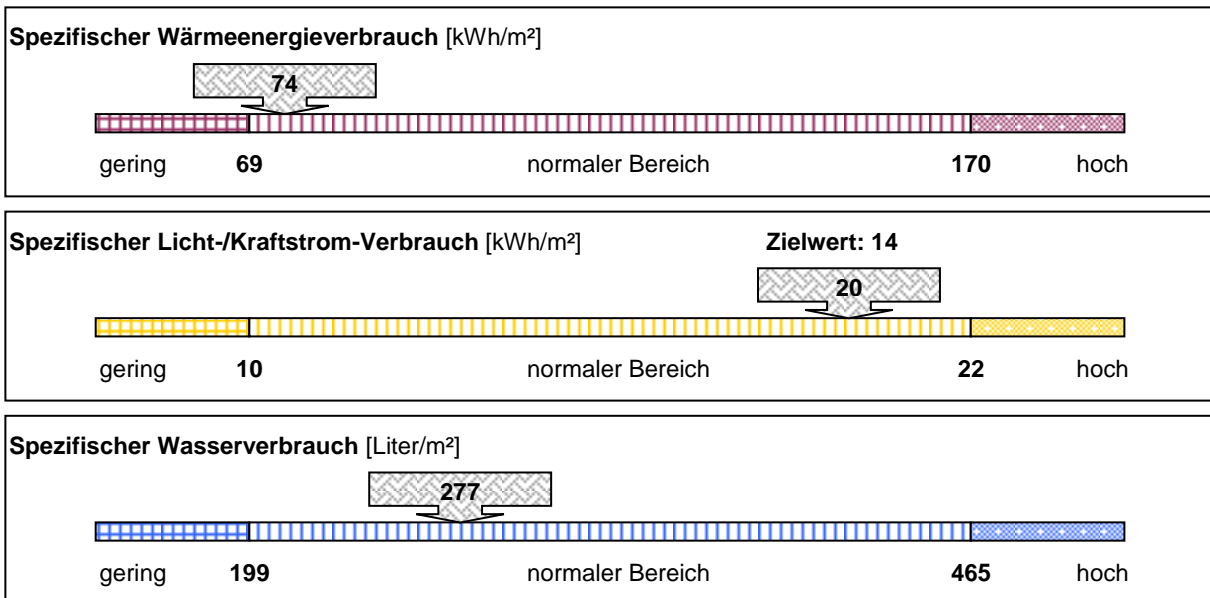 Spezifischer Wärmeenergieverbrauch [kWh/m²]
74
gering 69 normaler Bereich 170 hoch
Spezifischer Licht-/Kraftstrom-Verbrauch [kWh/m²] Zielwert: 14
20
gering 10 normaler Bereich 22 hoch
Spezifischer Wasserverbrauch [Liter/m²]
277
gering 199 normaler Bereich 465 hoch